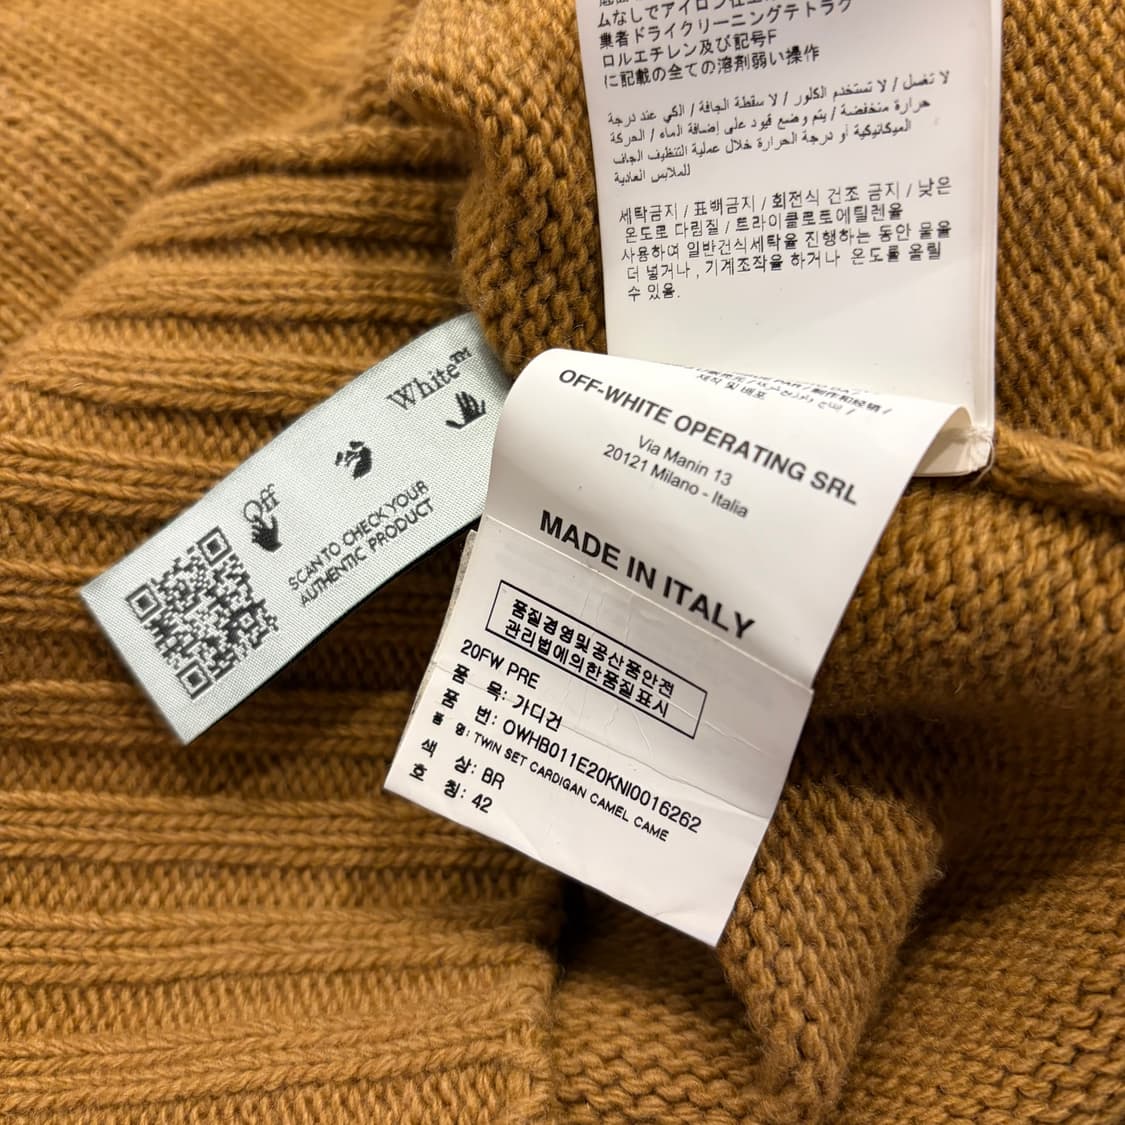 ムなしでアイロン仕上
業者ドライクリーニングテトラク
ロルエチレン及び記号F
に記載の全ての溶剤弱い操作
لا تغسل / لا تستخدم الكلور / لا سقطة الجافة / الكي عند درجة
حرارة منخفضة / يتم وضع قيود على إضافة الماء / الحركة
الميكانيكية أو درجة الحرارة خلال عملية التنظيف الجاف
للملابس العادية
세탁금지 / 표백금지 / 회전식 건조 금지 / 낮은
온도로 다림질 / 트라이클로로에틸렌을
사용하여 일반건식세탁을 진행하는 동안 물을
더 넣거나 , 기계조작을 하거나 온도를 올릴
수 있음.
제작 및 배포
OFF-WHITE OPERATING SRL
Via Manin 13
20121 Milano - Italia
MADE IN ITALY
품질경영및공산품안전
관리법에의한품질표시
20FW PRE
품 목: 가디건
품 번: OWHB011E20KNI0016262
품 명: TWIN SET CARDIGAN CAMEL CAME
색 상: BR
호 칭: 42
Off White™
SCAN TO CHECK YOUR
AUTHENTIC PRODUCT